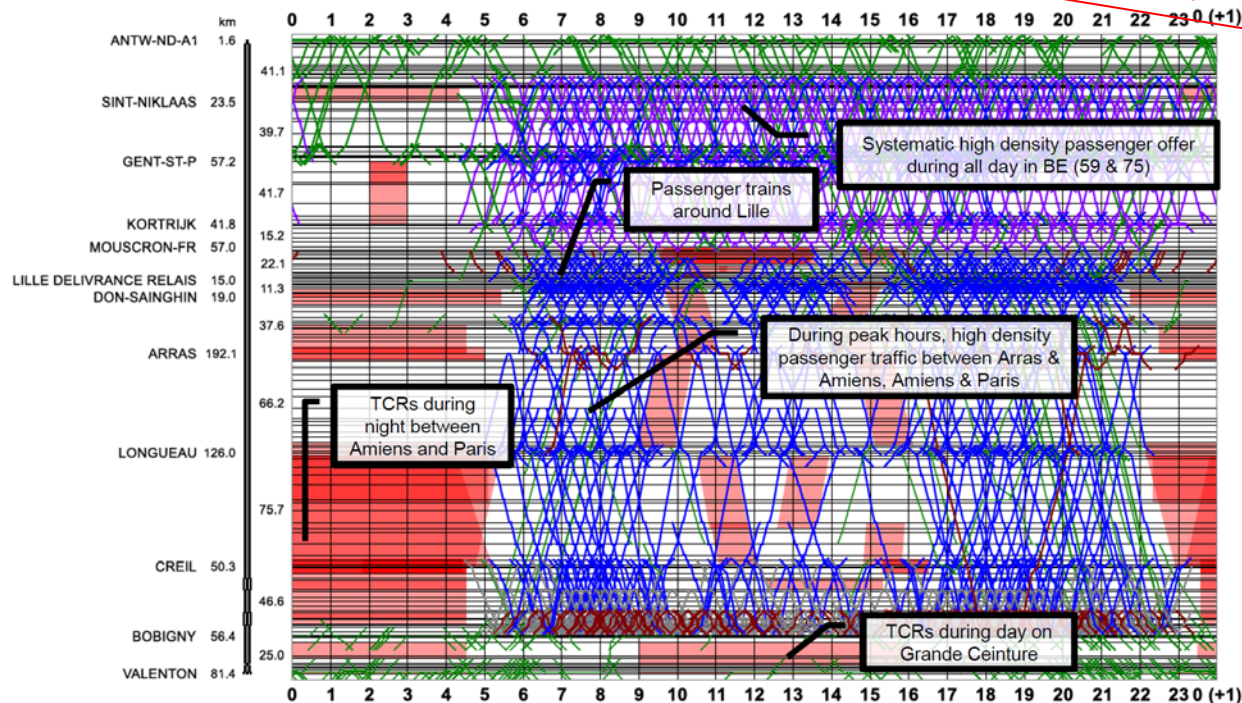 km
0 1 2 3 4 5 6 7 8 9 10 11 12 13 14 15 16 17 18 19 20 21 22 23 0 (+1)
ANTW-ND-A1 1.6
41.1
SINT-NIKLAAS 23.5
39.7
GENT-ST-P 57.2
41.7
KORTRIJK 41.8
15.2
MOUSCRON-FR 57.0
22.1
LILLE DELIVRANCE RELAIS 15.0
11.3
DON-SAINGHIN 19.0
37.6
ARRAS 192.1
66.2
LONGUEAU 126.0
75.7
CREIL 50.3
46.6
BOBIGNY 56.4
25.0
VALENTON 81.4
Systematic high density passenger offer
during all day in BE (59 & 75)
Passenger trains
around Lille
During peak hours, high density
passenger traffic between Arras &
Amiens, Amiens & Paris
TCRs during
night between
Amiens and Paris
TCRs during day on
Grande Ceinture
0 1 2 3 4 5 6 7 8 9 10 11 12 13 14 15 16 17 18 19 20 21 22 23 0 (+1)